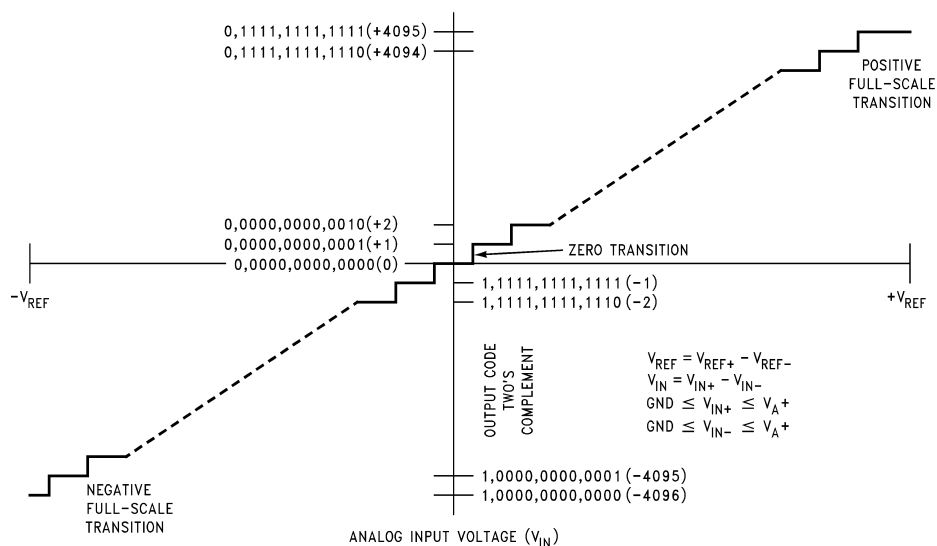 0,1111,1111,1111(+4095)
0,1111,1111,1110(+4094)
POSITIVE
FULL-SCALE
TRANSITION
0,0000,0000,0010(+2)
0,0000,0000,0001(+1)
ZERO TRANSITION
0,0000,0000,0000(0)
-VREF
+VREF
1,1111,1111,1111(-1)
1,1111,1111,1110(-2)
OUTPUT CODE
TWO'S
COMPLEMENT
VREF = VREF+ - VREF-
VIN = VIN+ - VIN-
GND ≤ VIN+ ≤ VA+
GND ≤ VIN- ≤ VA+
1,0000,0000,0001(-4095)
1,0000,0000,0000(-4096)
NEGATIVE
FULL-SCALE
TRANSITION
ANALOG INPUT VOLTAGE (VIN)